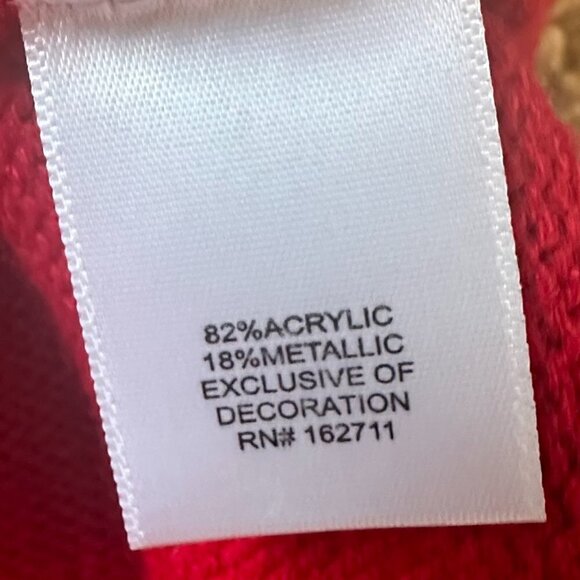 82%ACRYLIC
18%METALLIC
EXCLUSIVE OF
DECORATION
RN# 162711